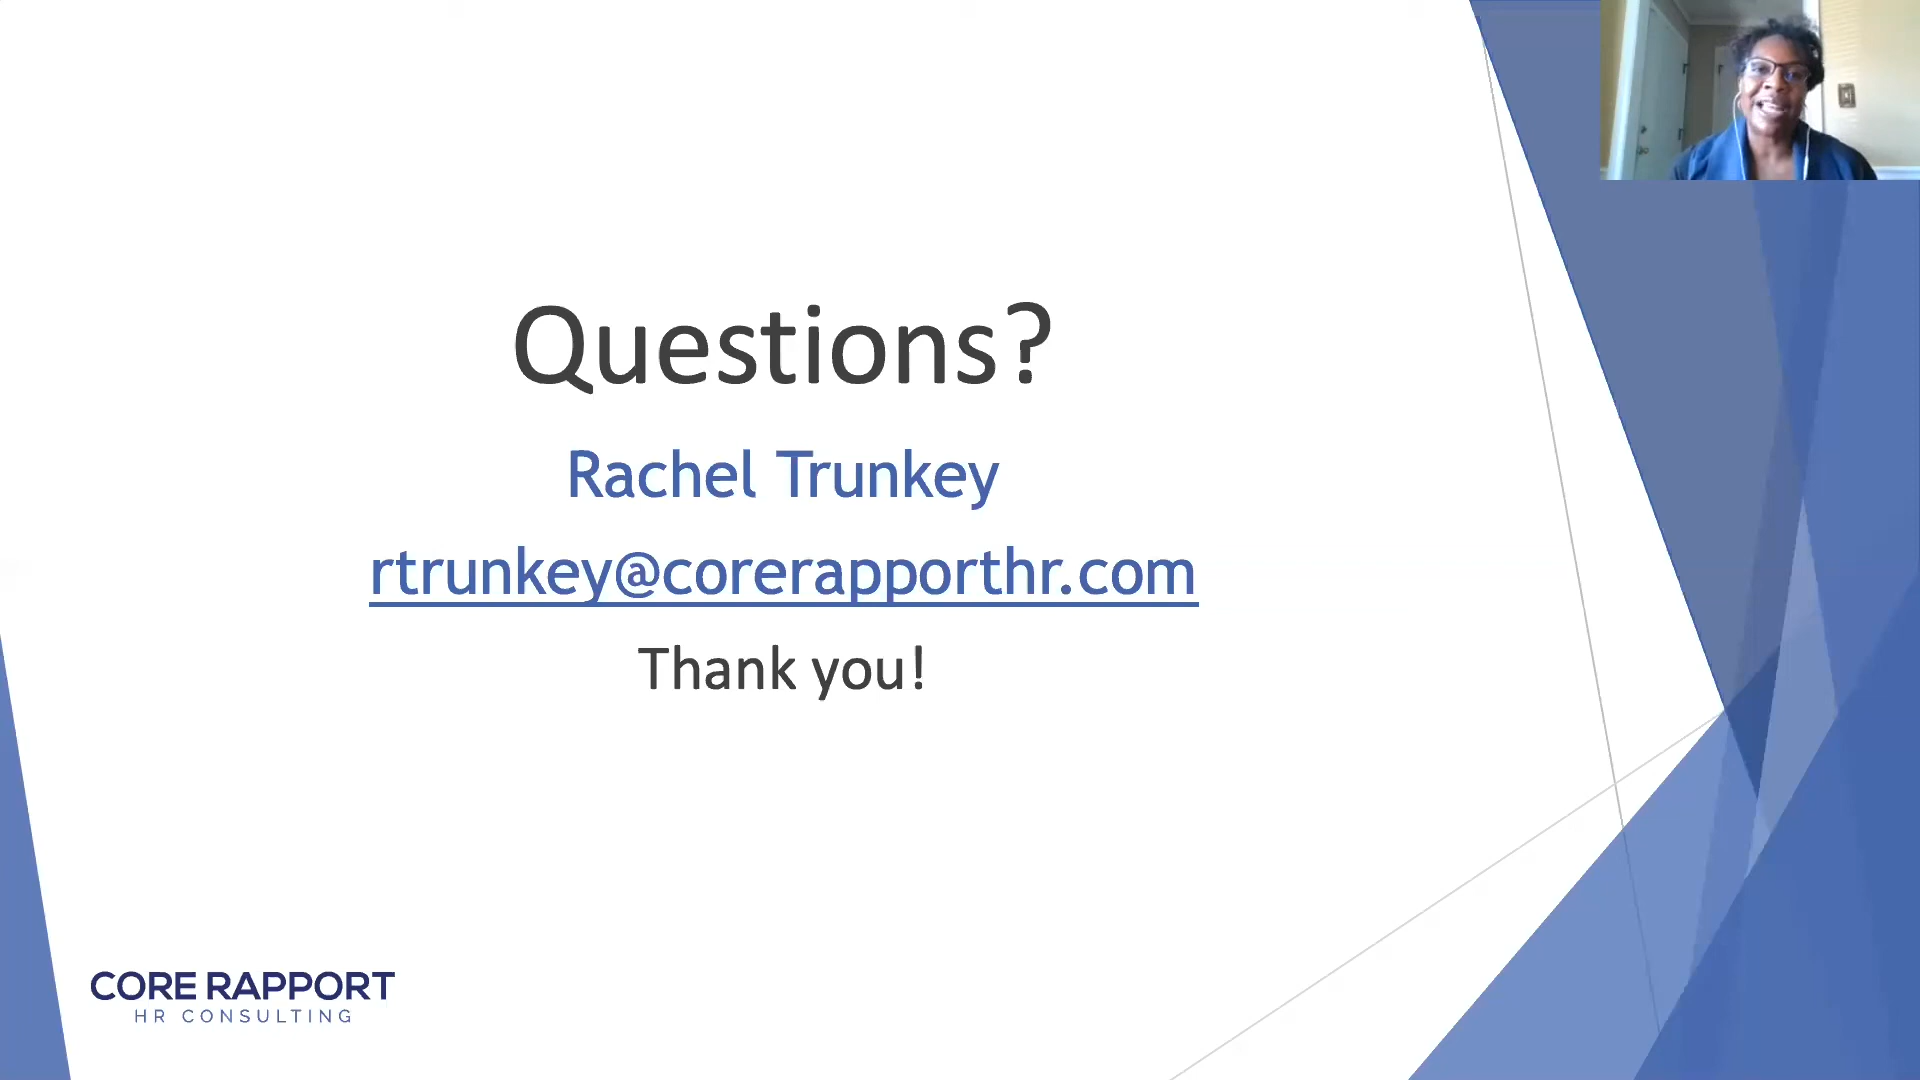 Questions?
Rachel Trunkey
rtrunkey@corerapporthr.com
Thank you!
CORE RAPPORT
HR CONSULTING